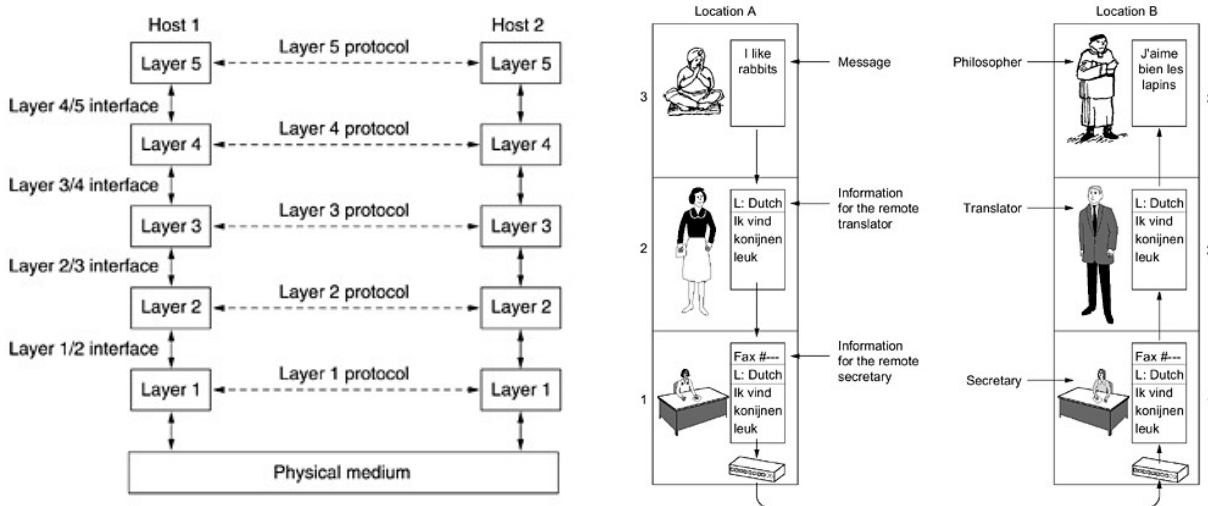 Host 1
Host 2
Layer 5 protocol
Layer 5
Layer 5
Layer 4/5 interface
Layer 4 protocol
Layer 4
Layer 4
Layer 3/4 interface
Layer 3 protocol
Layer 3
Layer 3
Layer 2/3 interface
Layer 2 protocol
Layer 2
Layer 2
Layer 1/2 interface
Layer 1 protocol
Layer 1
Layer 1
Physical medium
Location A
I like
rabbits
Message
3
L: Dutch
Ik vind
konijnen
leuk
Information
for the remote
translator
2
Fax #---
L: Dutch
Ik vind
konijnen
leuk
Information
for the remote
secretary
1
Location B
Philosopher
J'aime
bien les
lapins
Translator
L: Dutch
Ik vind
konijnen
leuk
Secretary
Fax #---
L: Dutch
Ik vind
konijnen
leuk